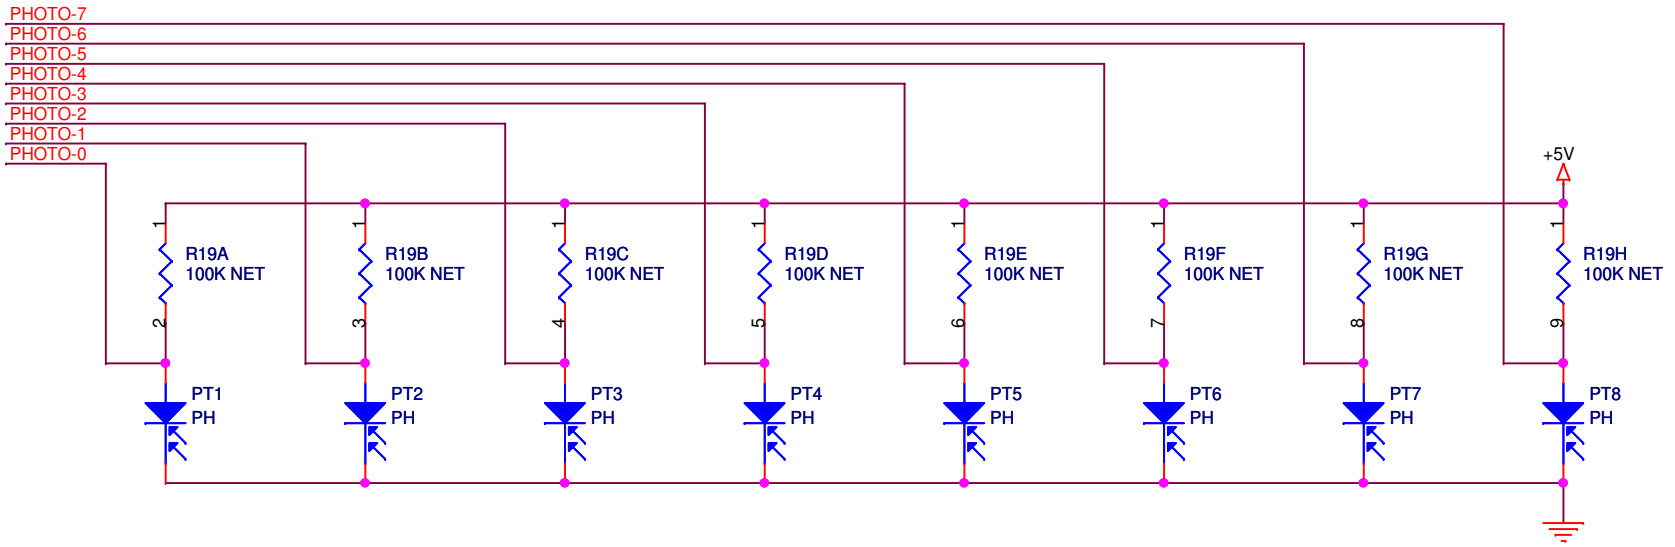 PHOTO-7
PHOTO-6
PHOTO-5
PHOTO-4
PHOTO-3
PHOTO-2
PHOTO-1
PHOTO-0
+5V
1 1 1 1 1 1 1 1
R19A R19B R19C R19D R19E R19F R19G R19H
100K NET 100K NET 100K NET 100K NET 100K NET 100K NET 100K NET 100K NET
2 3 4 5 6 7 8 9
PT1 PT2 PT3 PT4 PT5 PT6 PT7 PT8
PH PH PH PH PH PH PH PH